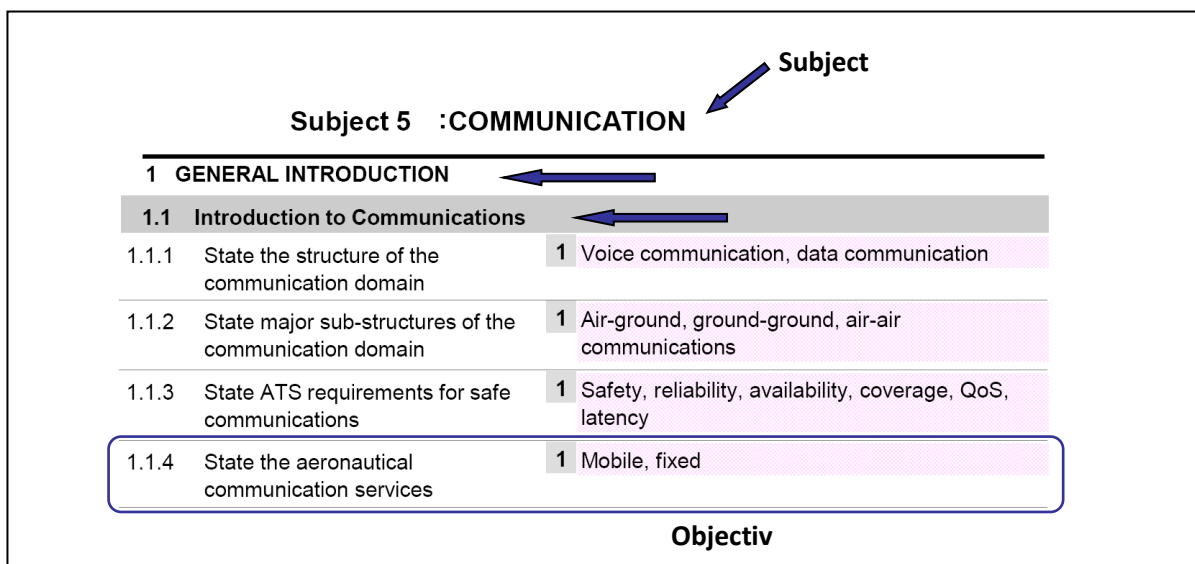 Subject
Subject 5 :COMMUNICATION
1 GENERAL INTRODUCTION
1.1 Introduction to Communications
1.1.1 State the structure of the 1 Voice communication, data communication
communication domain
1.1.2 State major sub-structures of the 1 Air-ground, ground-ground, air-air
communication domain communications
1.1.3 State ATS requirements for safe 1 Safety, reliability, availability, coverage, QoS,
communications latency
1.1.4 State the aeronautical 1 Mobile, fixed
communication services
Objectiv